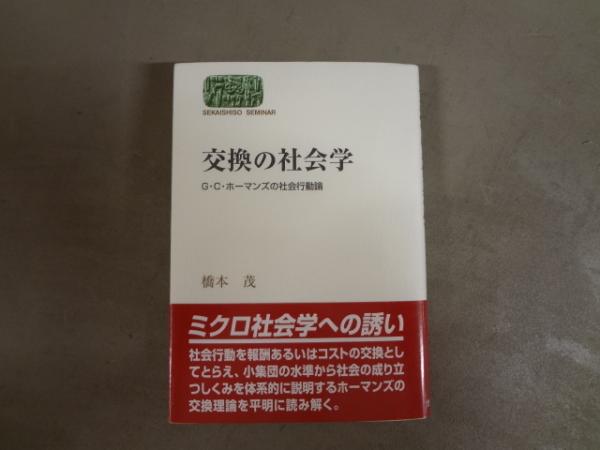 SEKAISHISO SEMINAR
交換の社会学
G・C・ホーマンズの社会行動論
橋本 茂
ミクロ社会学への誘い
社会行動を報酬あるいはコストの交換とし
てとらえ、小集団の水準から社会の成り立
つしくみを体系的に説明するホーマンズの
交換理論を平明に読み解く。